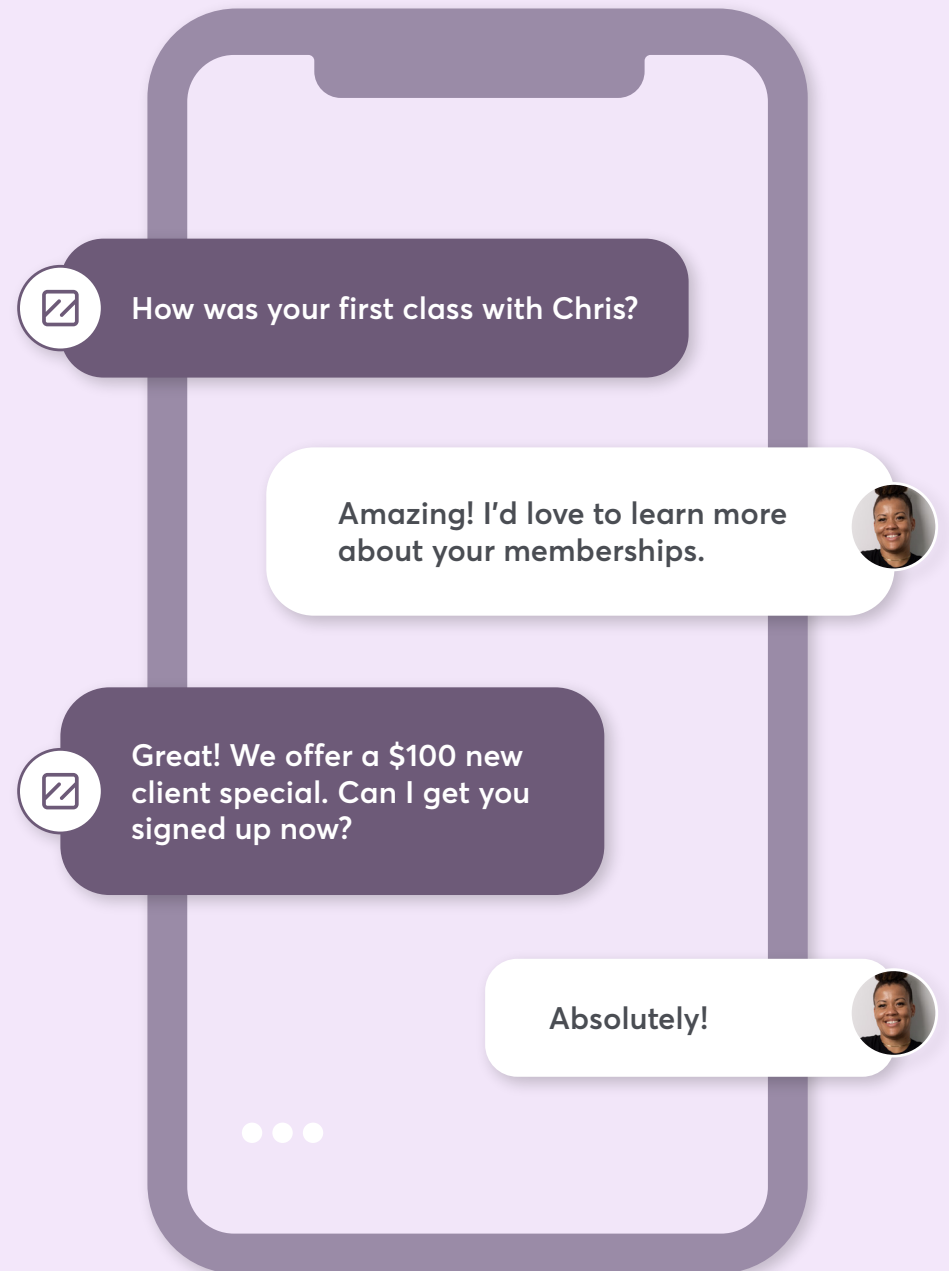 How was your first class with Chris?
Amazing! I'd love to learn more
about your memberships.
Great! We offer a $100 new
client special. Can I get you
signed up now?
Absolutely!